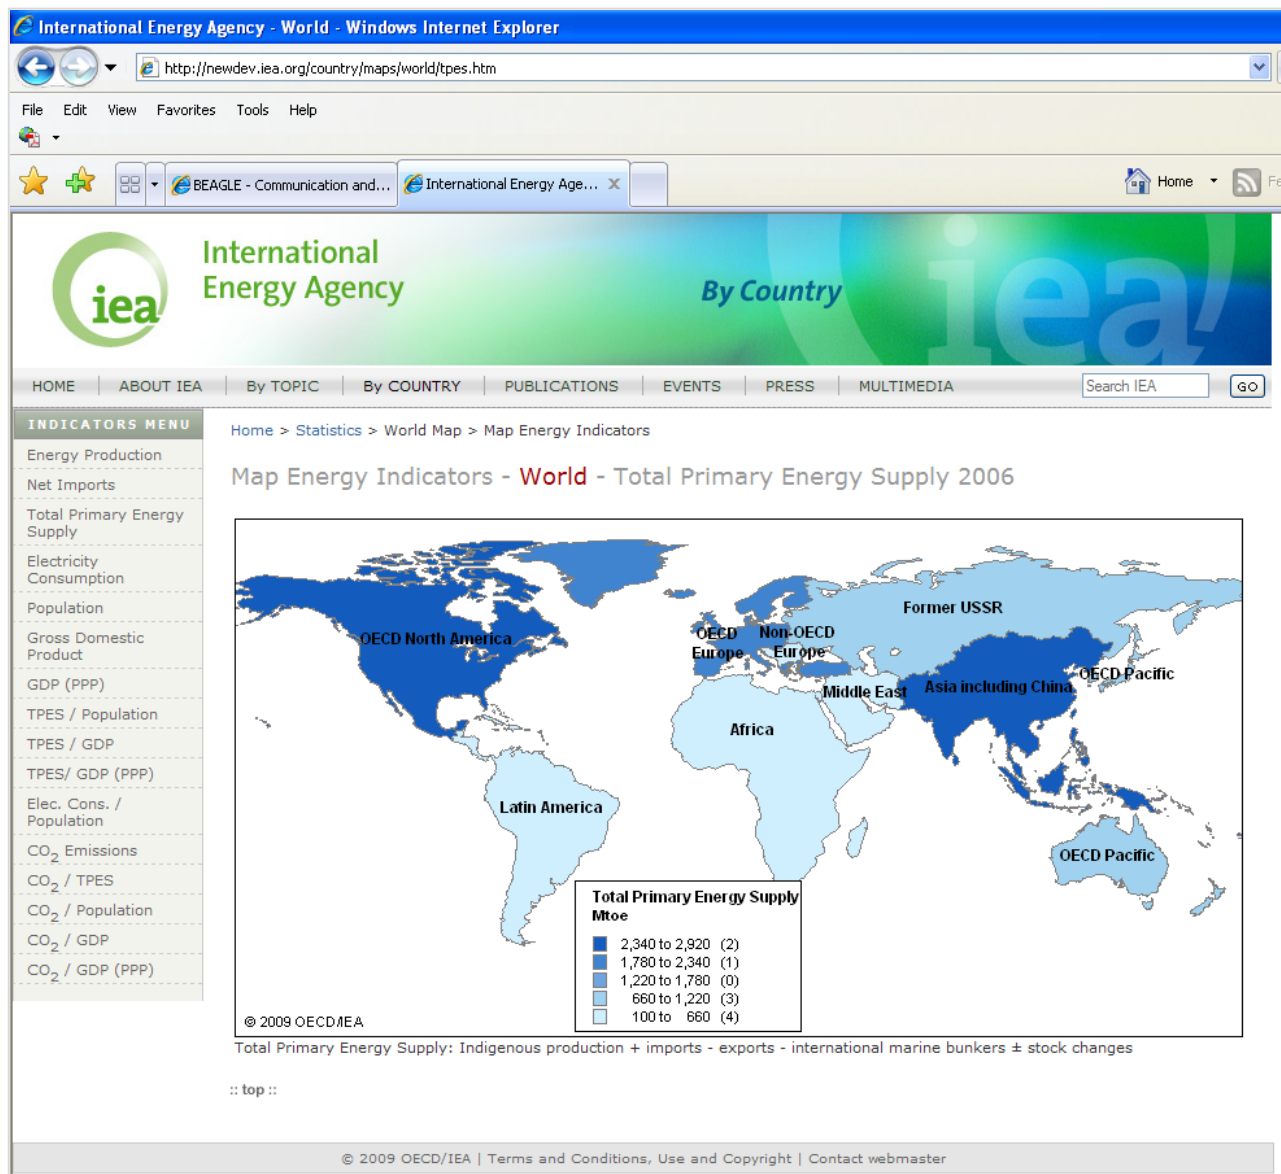 International Energy Agency - World - Windows Internet Explorer
http://newdev.iea.org/country/maps/world/tpes.htm
File Edit View Favorites Tools Help
BEAGLE - Communication and... International Energy Age... X Home
iea International
Energy Agency
By Country
iea
HOME ABOUT IEA By TOPIC By COUNTRY PUBLICATIONS EVENTS PRESS MULTIMEDIA Search IEA GO
INDICATORS MENU
Energy Production
Net Imports
Total Primary Energy
Supply
Electricity
Consumption
Population
Gross Domestic
Product
GDP (PPP)
TPES / Population
TPES / GDP
TPES/ GDP (PPP)
Elec. Cons. /
Population
CO2 Emissions
CO2 / TPES
CO2 / Population
CO2 / GDP
CO2 / GDP (PPP)
Home > Statistics > World Map > Map Energy Indicators
Map Energy Indicators - World - Total Primary Energy Supply 2006
OECD North America
OECD
Europe
Non-OECD
Europe
Former USSR
OECD Pacific
Middle East
Asia including China
Africa
Latin America
OECD Pacific
Total Primary Energy Supply
Mtoe
2,340 to 2,920 (2)
1,780 to 2,340 (1)
1,220 to 1,780 (0)
660 to 1,220 (3)
100 to 660 (4)
© 2009 OECD/IEA
Total Primary Energy Supply: Indigenous production + imports - exports - international marine bunkers ± stock changes
:: top ::
© 2009 OECD/IEA | Terms and Conditions, Use and Copyright | Contact webmaster